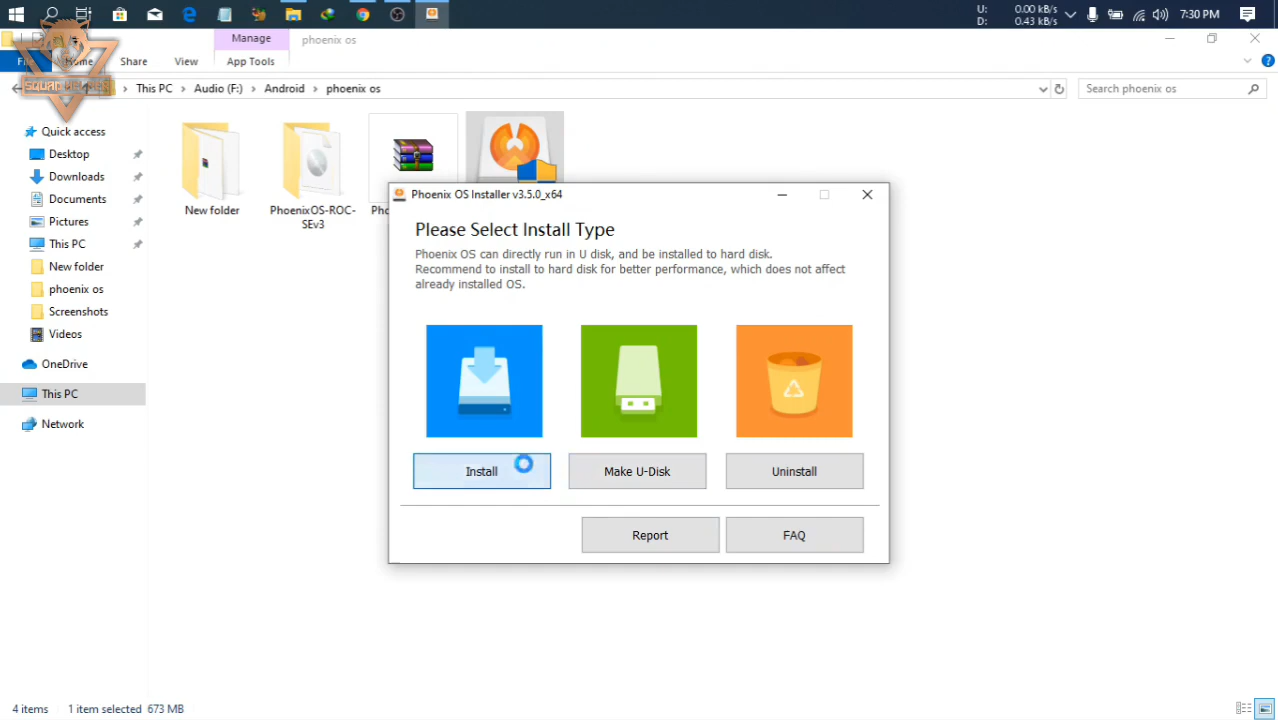 U: 0.00 kB/s
D: 0.43 kB/s
7:30 PM
Manage
phoenix os
File
Home
Share
View
App Tools
This PC
Audio (F:)
Android
phoenix os
Search phoenix os
Quick access
Desktop
Downloads
Documents
Pictures
This PC
New folder
phoenix os
Screenshots
Videos
OneDrive
This PC
Network
New folder
PhoenixOS-ROC-
SEv3
Phoenix OS Installer v3.5.0_x64
Please Select Install Type
Phoenix OS can directly run in U disk, and be installed to hard disk.
Recommend to install to hard disk for better performance, which does not affect
already installed OS.
Install
Make U-Disk
Uninstall
Report
FAQ
4 items
1 item selected 673 MB